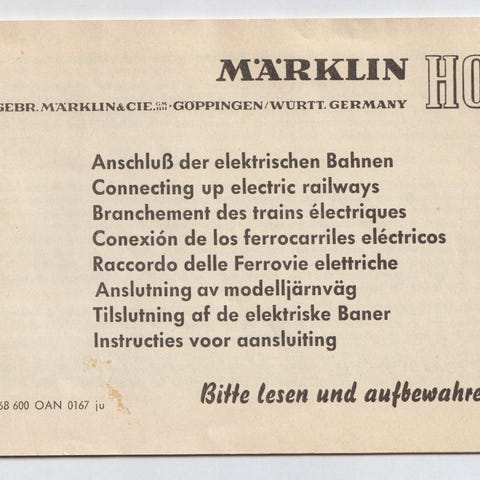 MÄRKLIN HO
GEBR. MÄRKLIN & CIE. GMBH · GÖPPINGEN/WÜRTT. GERMANY
Anschluß der elektrischen Bahnen
Connecting up electric railways
Branchement des trains électriques
Conexión de los ferrocarriles eléctricos
Raccordo delle Ferrovie elettriche
Anslutning av modelljärnväg
Tilslutning af de elektriske Baner
Instructies voor aansluiting
Bitte lesen und aufbewahre
68 600 OAN 0167 ju